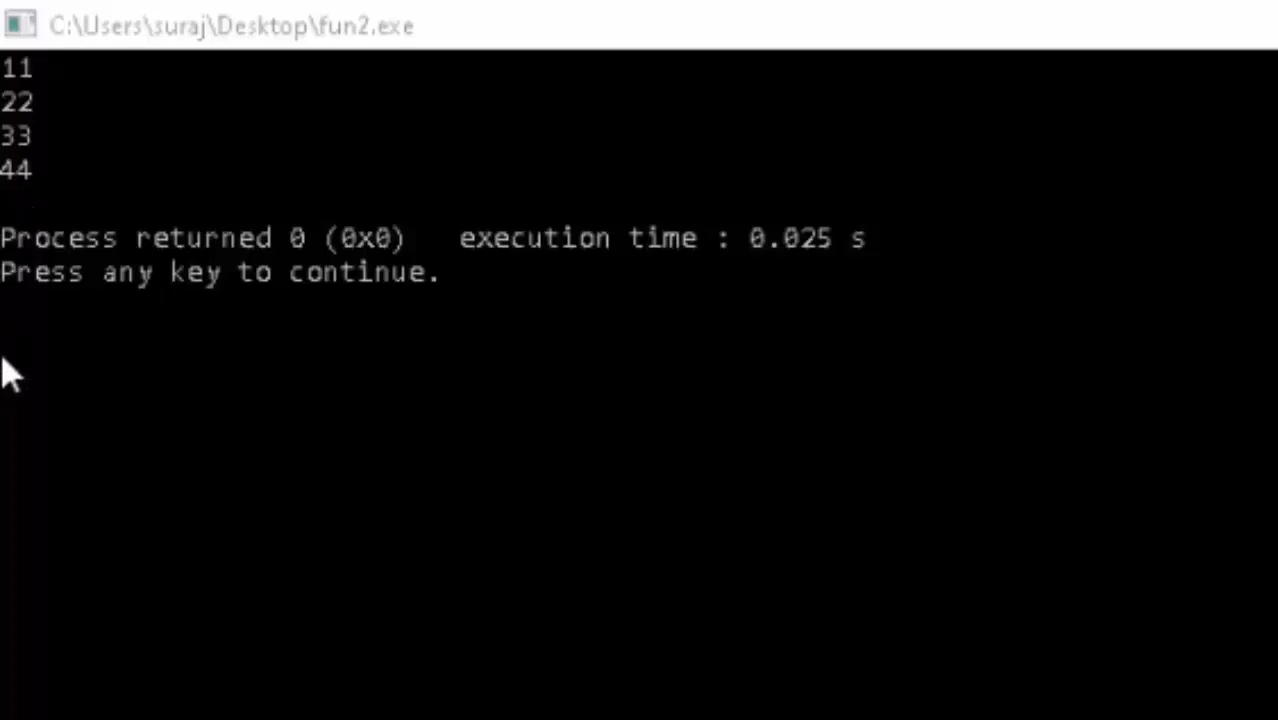 C:\Users\suraj\Desktop\fun2.exe
11
22
33
44
Process returned 0 (0x0)   execution time : 0.025 s
Press any key to continue.